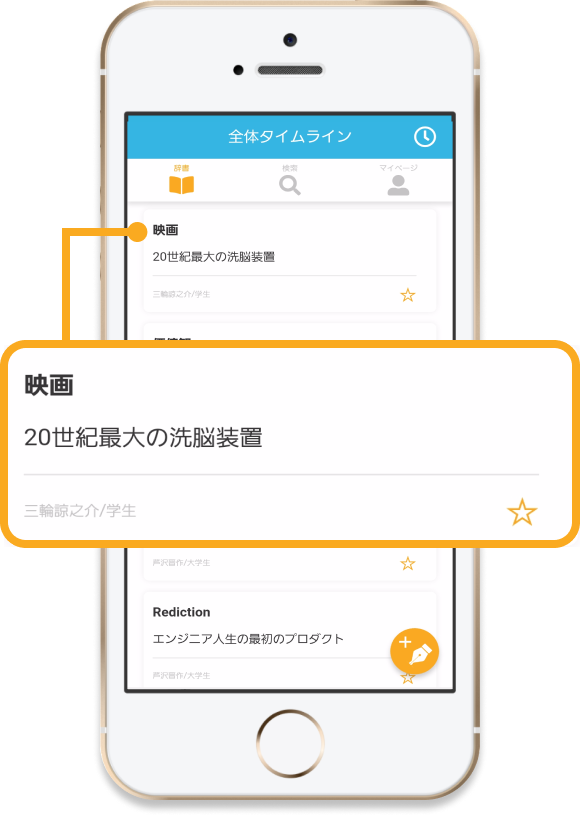 全体タイムライン
辞書
検索
マイページ
映画
20世紀最大の洗脳装置
三輪諒之介/学生
映画
20世紀最大の洗脳装置
三輪諒之介/学生
芦沢晋作/大学生
Rediction
エンジニア人生の最初のプロダクト
芦沢晋作/大学生